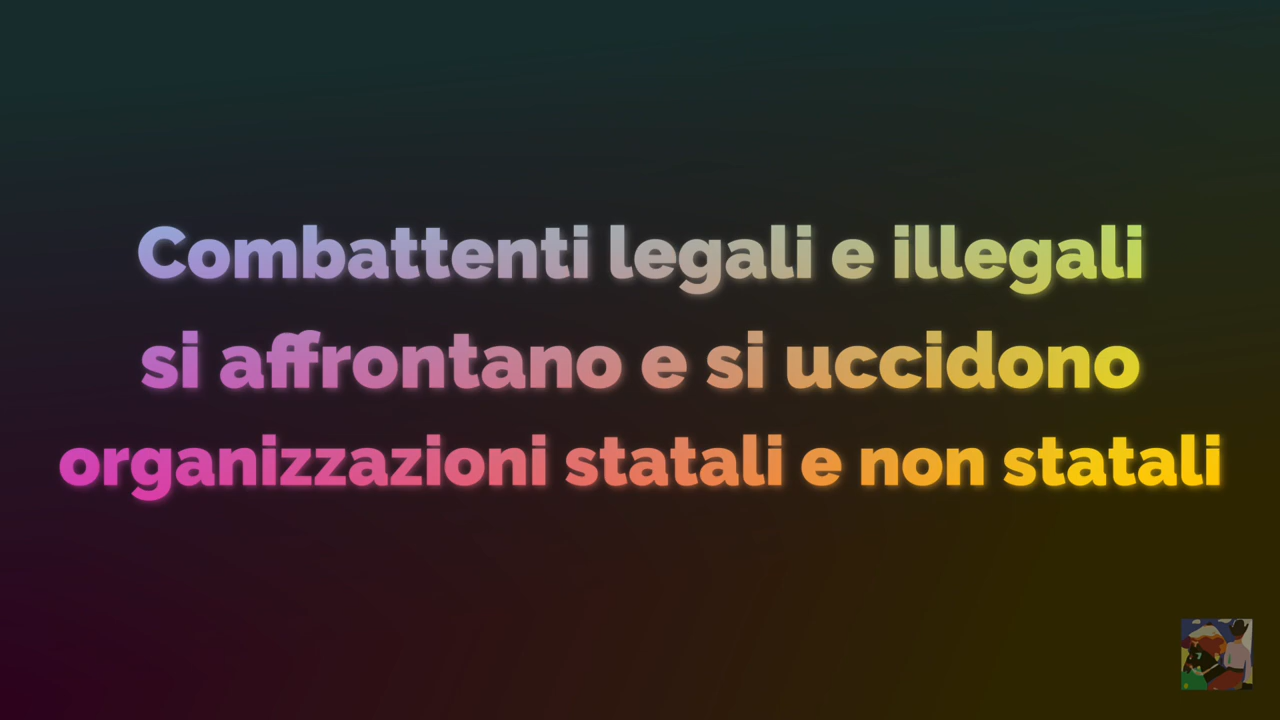 Combattenti legali e illegali
si affrontano e si uccidono
organizzazioni statali e non statali